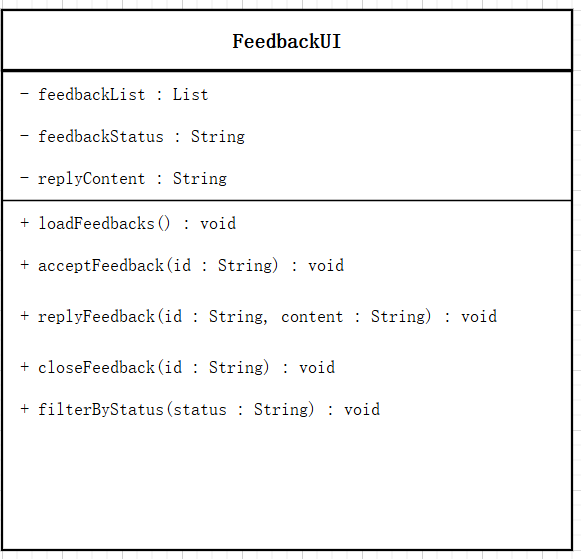 FeedbackUI
- feedbackList : List
- feedbackStatus : String
- replyContent : String
+ loadFeedbacks() : void
+ acceptFeedback(id : String) : void
+ replyFeedback(id : String, content : String) : void
+ closeFeedback(id : String) : void
+ filterByStatus(status : String) : void